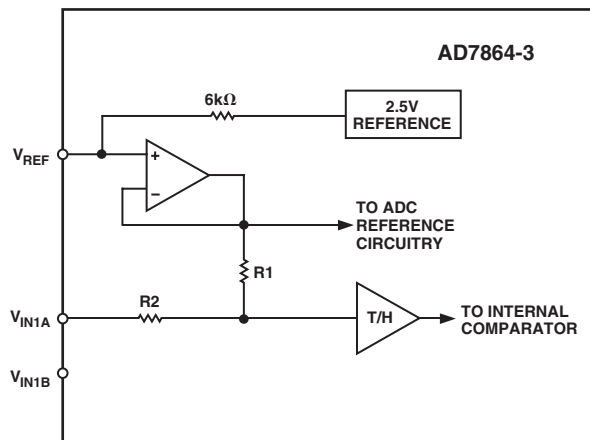 AD7864-3
6kΩ
2.5V
REFERENCE
VREF
+
−
TO ADC
REFERENCE
CIRCUITRY
R1
R2
VIN1A
T/H
TO INTERNAL
COMPARATOR
VIN1B